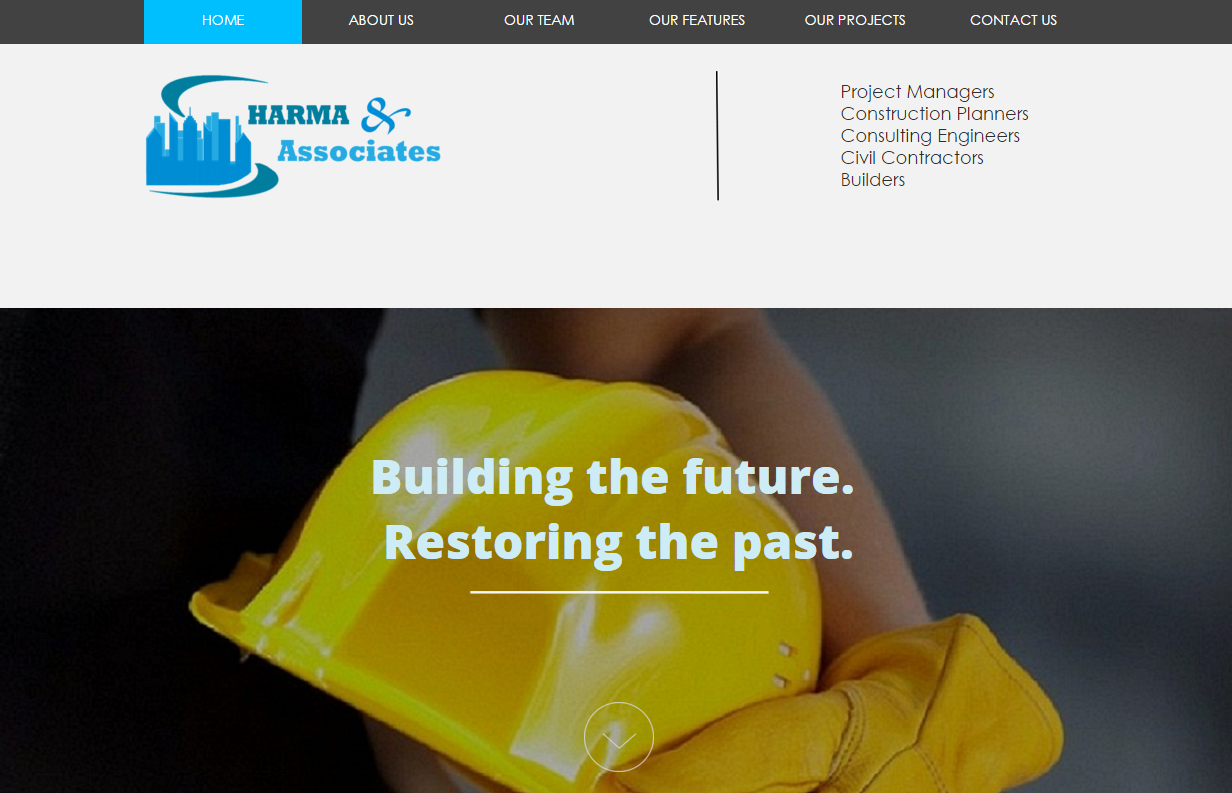 HOME ABOUT US OUR TEAM OUR FEATURES OUR PROJECTS CONTACT US
HARMA &
Associates
Project Managers
Construction Planners
Consulting Engineers
Civil Contractors
Builders
Building the future.
Restoring the past.